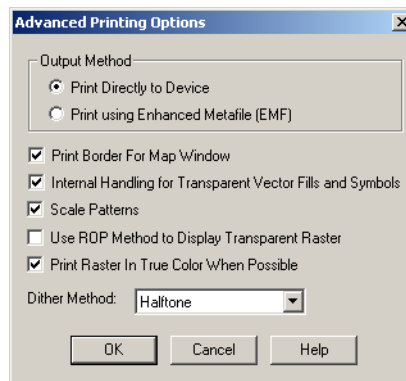 Advanced Printing Options
Output Method
Print Directly to Device
Print using Enhanced Metafile (EMF)
Print Border For Map Window
Internal Handling for Transparent Vector Fills and Symbols
Scale Patterns
Use ROP Method to Display Transparent Raster
Print Raster In True Color When Possible
Dither Method: Halftone
OK Cancel Help